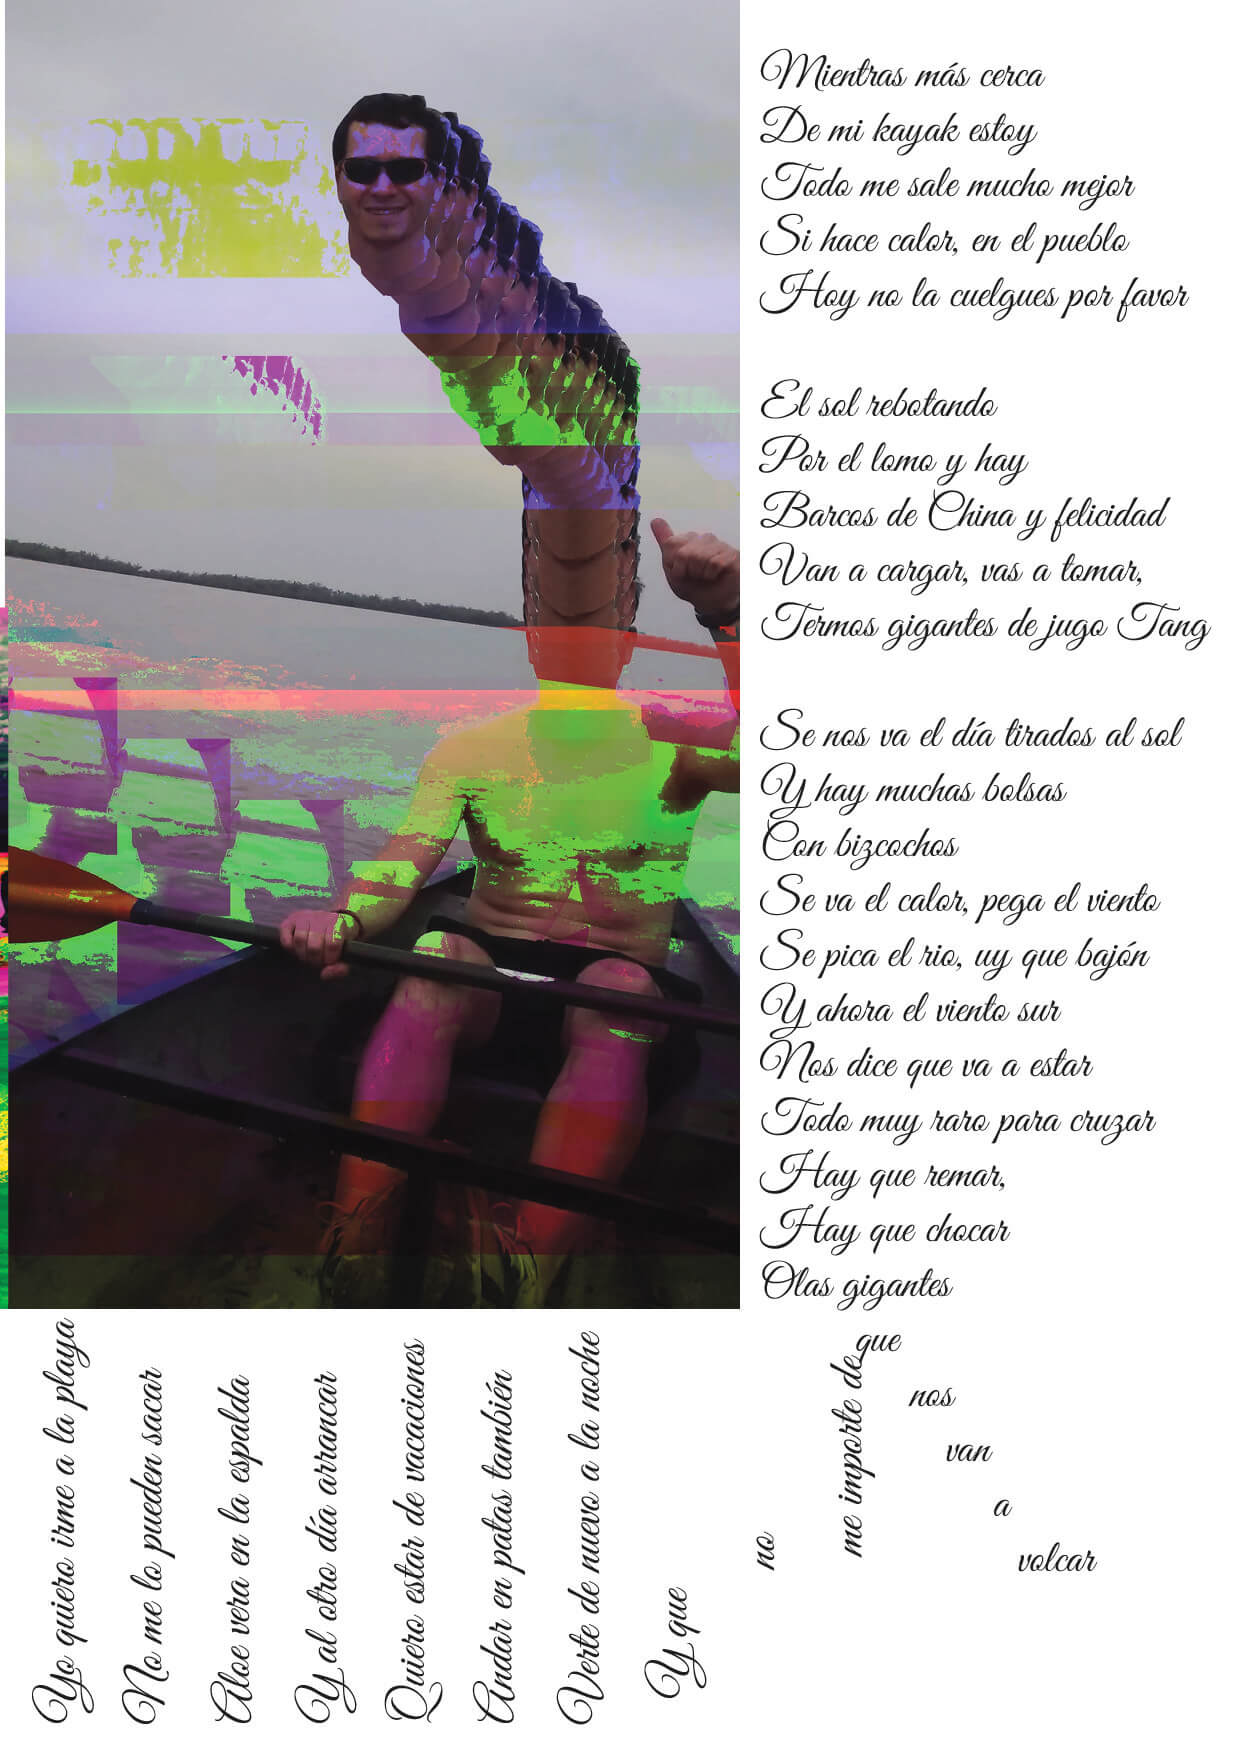 Mientras más cerca
De mi kayak estoy
Todo me sale mucho mejor
Si hace calor, en el pueblo
Hoy no la cuelgues por favor
El sol rebotando
Por el lomo y hay
Barcos de China y felicidad
Van a cargar, vas a tomar,
Termos gigantes de jugo Tang
Se nos va el día tirados al sol
Y hay muchas bolsas
Con bizcochos
Se va el calor, pega el viento
Se pica el rio, uy que bajón
Y ahora el viento sur
Nos dice que va a estar
Todo muy raro para cruzar
Hay que remar,
Hay que chocar
Olas gigantes
que
nos
van
a
volcar
Yo quiero irme a la playa
No me lo pueden sacar
Aloe vera en la espalda
Y al otro día arrancar
Quiero estar de vacaciones
Andar en patas también
Verte de nuevo a la noche
Y que
no
me importe de